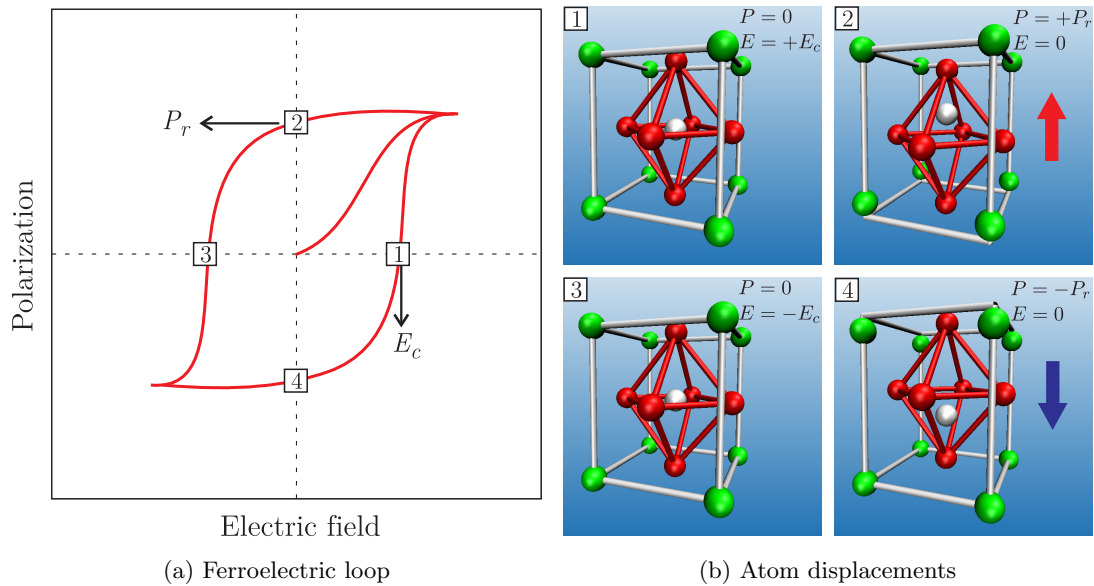 2
P_r
Polarization
3
1
E_c
4
Electric field
(a) Ferroelectric loop
1
P = 0
E = +E_c
2
P = +P_r
E = 0
3
P = 0
E = −E_c
4
P = −P_r
E = 0
(b) Atom displacements